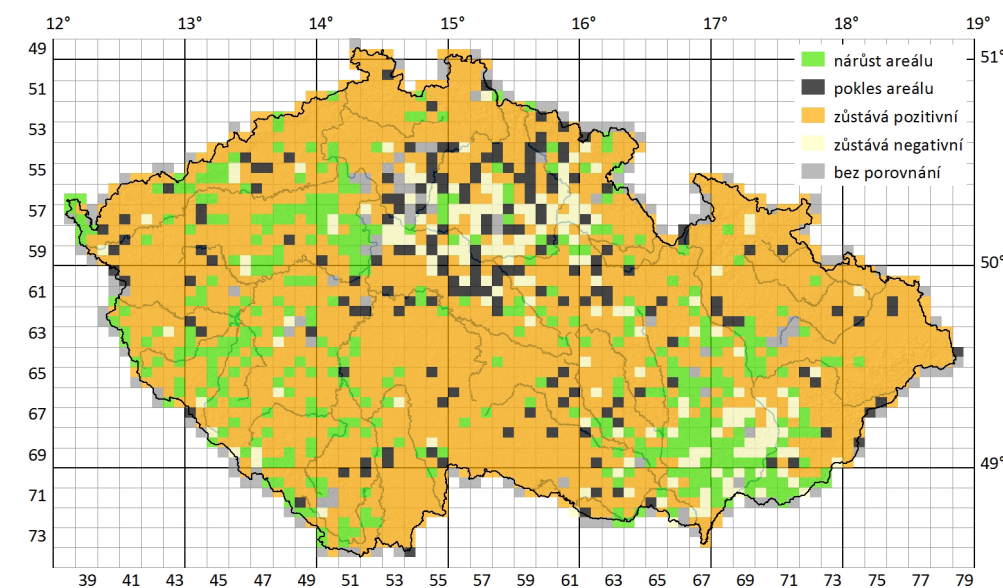 12° 13° 14° 15° 16° 17° 18° 19°
49 51°
nárůst areálu
51
pokles areálu
53
zůstává pozitivní
zůstává negativní
55
bez porovnání
57
59 50°
61
63
65
67
69 49°
71
73
39 41 43 45 47 49 51 53 55 57 59 61 63 65 67 69 71 73 75 77 79